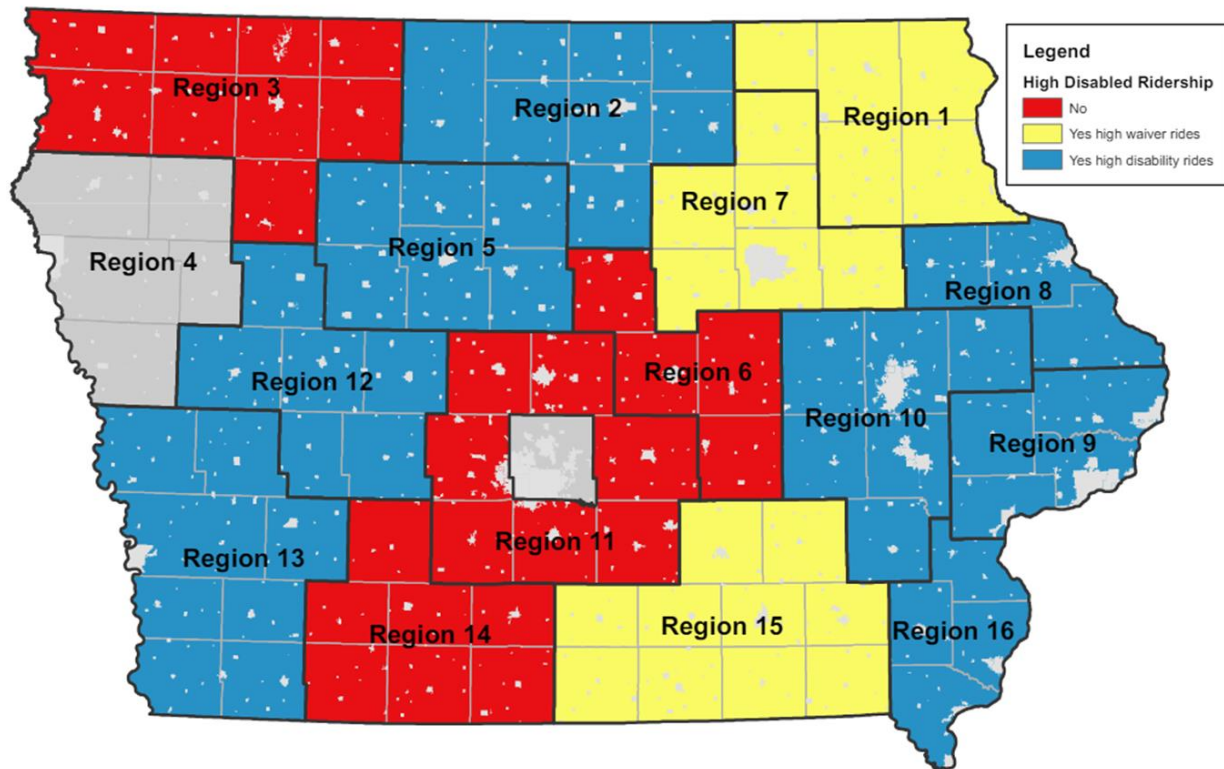 Legend
High Disabled Ridership
No
Yes high waiver rides
Yes high disability rides
Region 3
Region 2
Region 1
Region 7
Region 5
Region 4
Region 8
Region 12
Region 6
Region 10
Region 9
Region 11
Region 13
Region 14
Region 15
Region 16